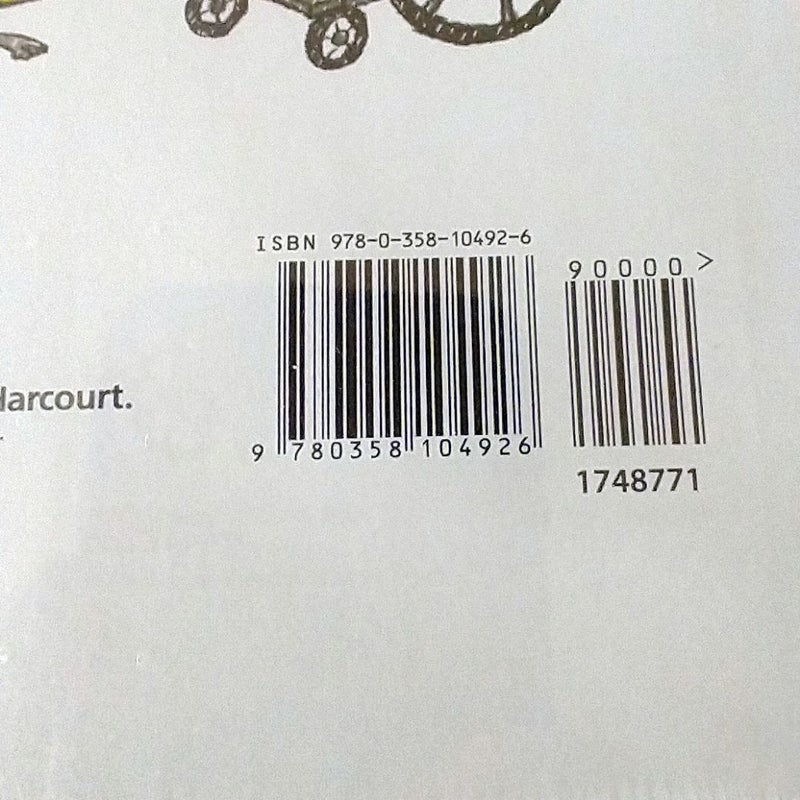 ISBN 978-0-358-10492-6
90000>
Harcourt.
9 780358 104926
1748771